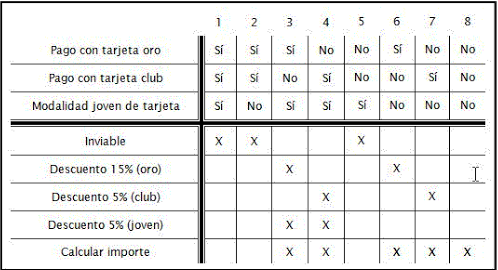 1 2 3 4 5 6 7 8
Pago con tarjeta oro Sí Sí Sí No No Sí No No
Pago con tarjeta club Sí Sí No Sí No No Sí No
Modalidad joven de tarjeta Sí No Sí Sí Sí No No No
Inviable X X X
Descuento 15% (oro) X X
Descuento 5% (club) X X
Descuento 5% (joven) X X
Calcular importe X X X X X